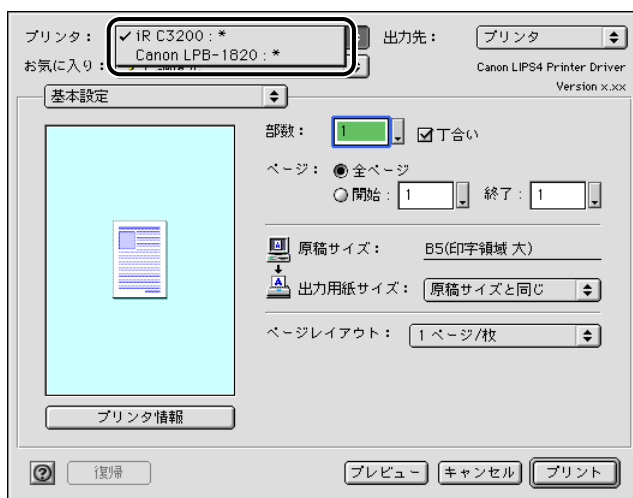 プリンタ： ✓iR C3200 : * 出力先： プリンタ
Canon LPB-1820 : *
お気に入り： Canon LIPS4 Printer Driver
Version x.xx
基本設定
部数： 1 ☑丁合い
ページ： ◉全ページ
○開始： 1 終了： 1
原稿サイズ： B5(印字領域 大)
出力用紙サイズ： 原稿サイズと同じ
ページレイアウト： 1 ページ/枚
プリンタ情報
? 復帰 プレビュー キャンセル プリント